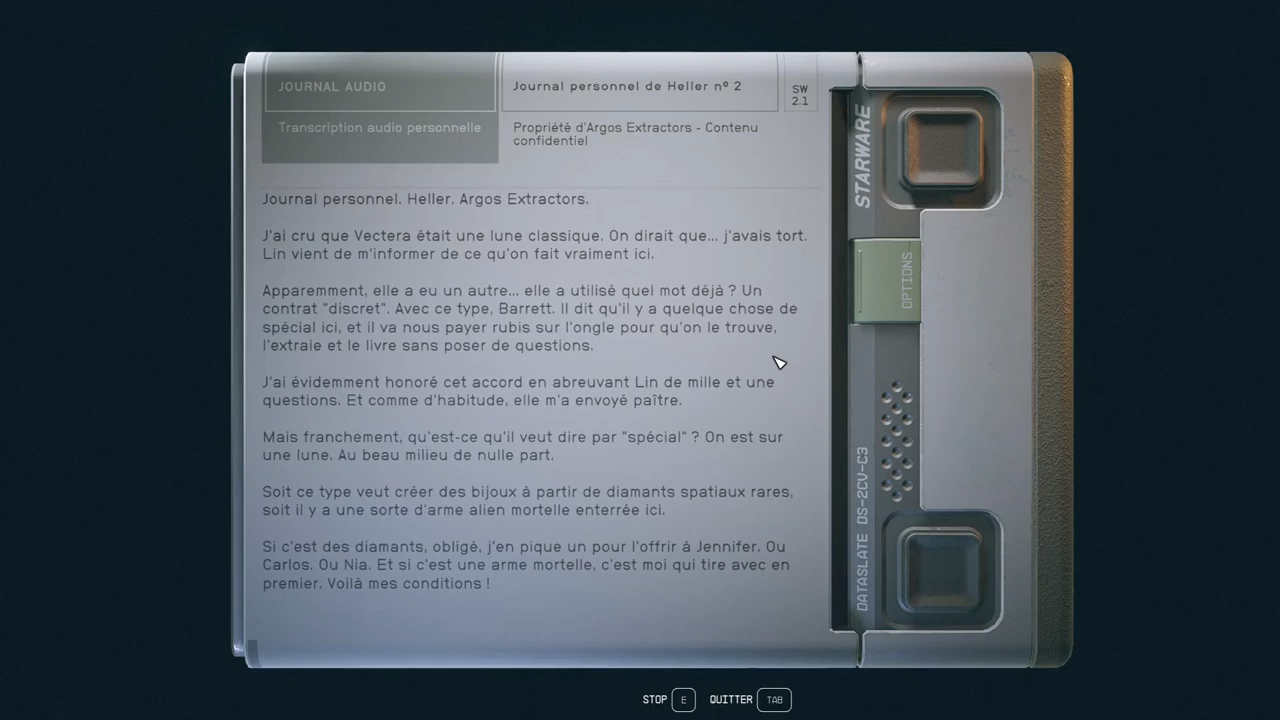 JOURNAL AUDIO
Journal personnel de Heller nº 2
SW
2.1
Transcription audio personnelle
Propriété d'Argos Extractors - Contenu
confidentiel
Journal personnel. Heller. Argos Extractors.
J'ai cru que Vectera était une lune classique. On dirait que... j'avais tort.
Lin vient de m'informer de ce qu'on fait vraiment ici.
Apparemment, elle a eu un autre... elle a utilisé quel mot déjà ? Un
contrat "discret". Avec ce type, Barrett. Il dit qu'il y a quelque chose de
spécial ici, et il va nous payer rubis sur l'ongle pour qu'on le trouve,
l'extraie et le livre sans poser de questions.
J'ai évidemment honoré cet accord en abreuvant Lin de mille et une
questions. Et comme d'habitude, elle m'a envoyé paître.
Mais franchement, qu'est-ce qu'il veut dire par "spécial" ? On est sur
une lune. Au beau milieu de nulle part.
Soit ce type veut créer des bijoux à partir de diamants spatiaux rares,
soit il y a une sorte d'arme alien mortelle enterrée ici.
Si c'est des diamants, obligé, j'en pique un pour l'offrir à Jennifer. Ou
Carlos. Ou Nia. Et si c'est une arme mortelle, c'est moi qui tire avec en
premier. Voilà mes conditions !
STARWARE
OPTIONS
DATASLATE DS-2CV-C3
STOP E QUITTER TAB